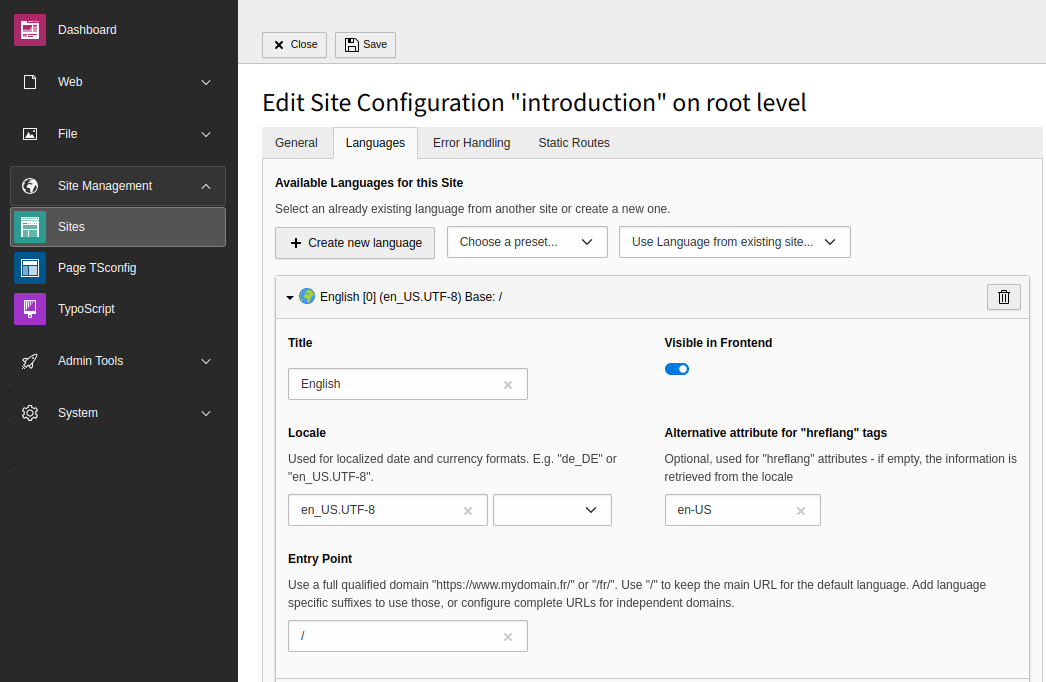 Dashboard
Web
File
Site Management
Sites
Page TSconfig
TypoScript
Admin Tools
System
Close
Save
Edit Site Configuration "introduction" on root level
General
Languages
Error Handling
Static Routes
Available Languages for this Site
Select an already existing language from another site or create a new one.
Create new language
Choose a preset...
Use Language from existing site...
English [0] (en_US.UTF-8) Base: /
Title
English
Visible in Frontend
Locale
Used for localized date and currency formats. E.g. "de_DE" or
"en_US.UTF-8".
en_US.UTF-8
Alternative attribute for "hreflang" tags
Optional, used for "hreflang" attributes - if empty, the information is
retrieved from the locale
en-US
Entry Point
Use a full qualified domain "https://www.mydomain.fr/" or "/fr/". Use "/" to keep the main URL for the default language. Add language
specific suffixes to use those, or configure complete URLs for independent domains.
/